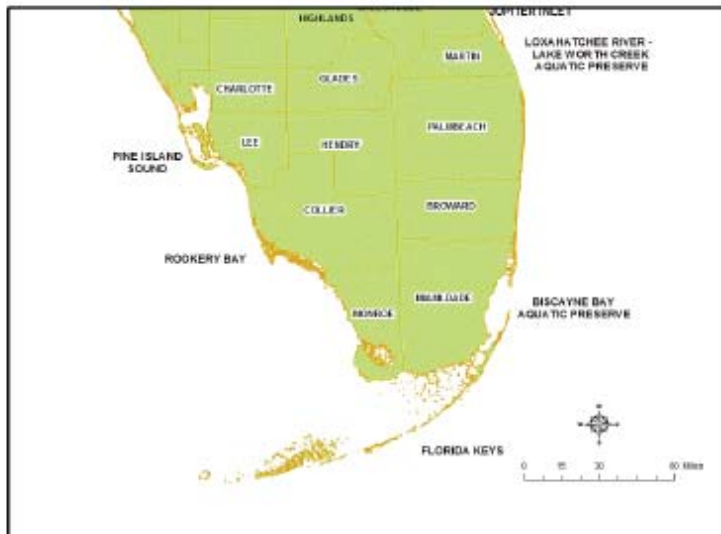 JUPITER INLET
HIGHLANDS
LOXAHATCHEE RIVER -
LAKE WORTH CREEK
AQUATIC PRESERVE
MARTIN
GLADES
CHARLOTTE
PALM BEACH
LEE
HENDRY
PINE ISLAND
SOUND
COLLIER
BROWARD
ROOKERY BAY
MIAMI-DADE
MONROE
BISCAYNE BAY
AQUATIC PRESERVE
N
W E
S
FLORIDA KEYS
0 15 30 60 Miles